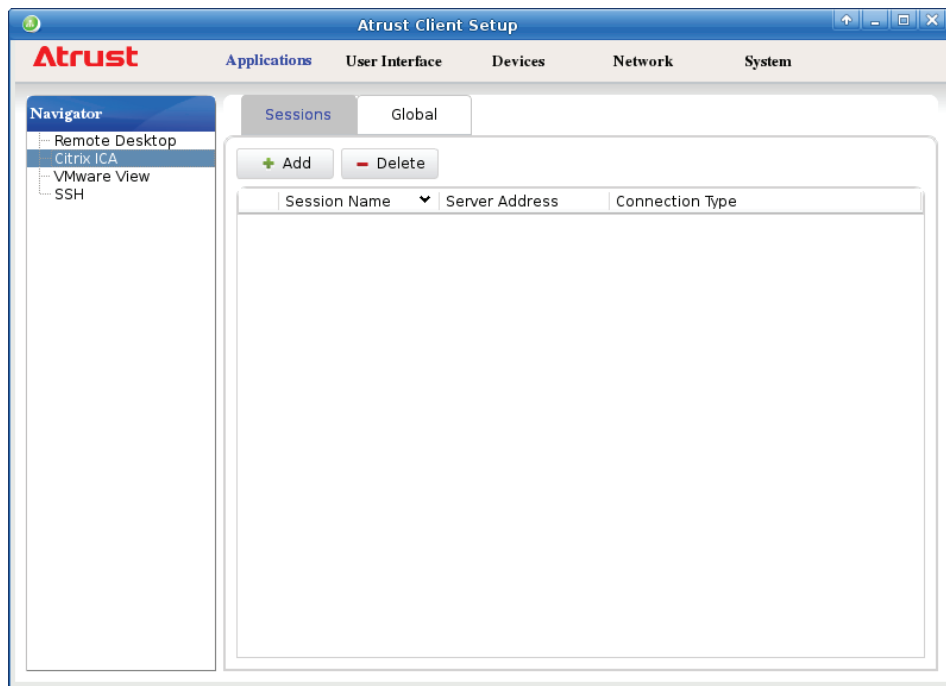 Atrust Client Setup
Atrust
Applications User Interface Devices Network System
Navigator
Remote Desktop
Citrix ICA
VMware View
SSH
Sessions Global
Add Delete
Session Name Server Address Connection Type